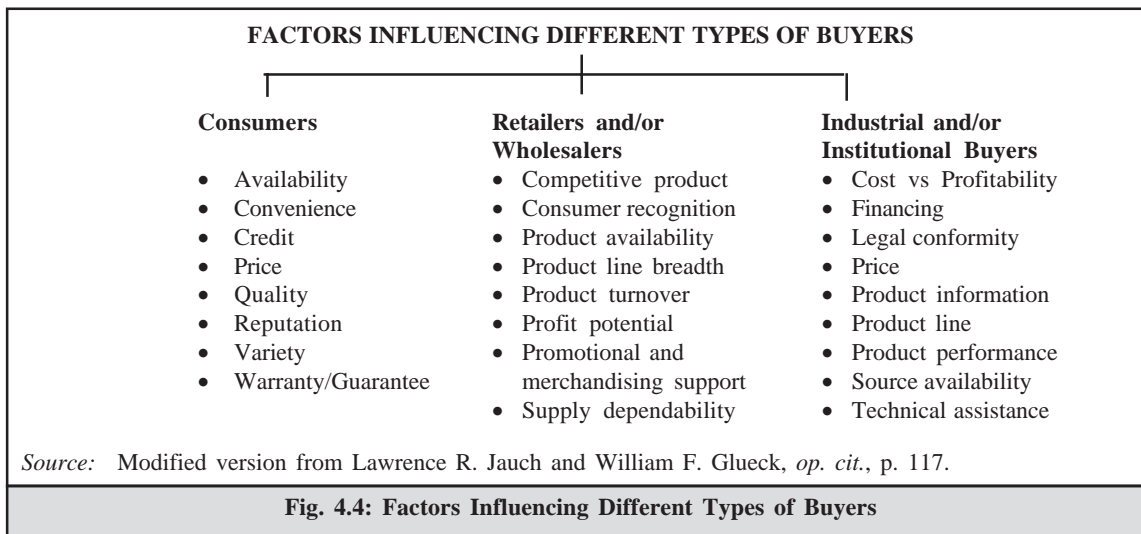 FACTORS INFLUENCING DIFFERENT TYPES OF BUYERS
Consumers
• Availability
• Convenience
• Credit
• Price
• Quality
• Reputation
• Variety
• Warranty/Guarantee
Retailers and/or
Wholesalers
• Competitive product
• Consumer recognition
• Product availability
• Product line breadth
• Product turnover
• Profit potential
• Promotional and
merchandising support
• Supply dependability
Industrial and/or
Institutional Buyers
• Cost vs Profitability
• Financing
• Legal conformity
• Price
• Product information
• Product line
• Product performance
• Source availability
• Technical assistance
Source: Modified version from Lawrence R. Jauch and William F. Glueck, op. cit., p. 117.
Fig. 4.4: Factors Influencing Different Types of Buyers